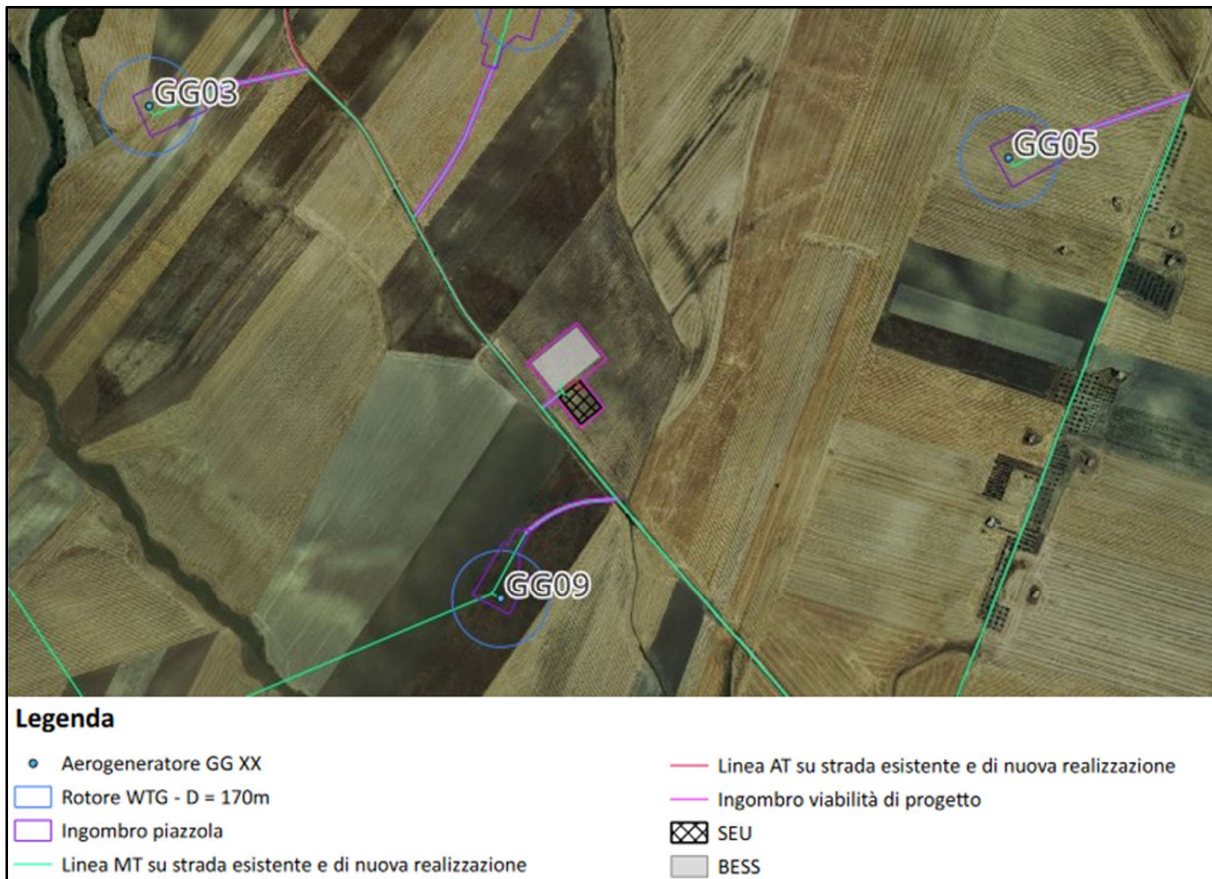 GG03
GG05
GG09
Legenda
Aerogeneratore GG XX
Rotore WTG - D = 170m
Ingombro piazzola
Linea MT su strada esistente e di nuova realizzazione
Linea AT su strada esistente e di nuova realizzazione
Ingombro viabilità di progetto
SEU
BESS